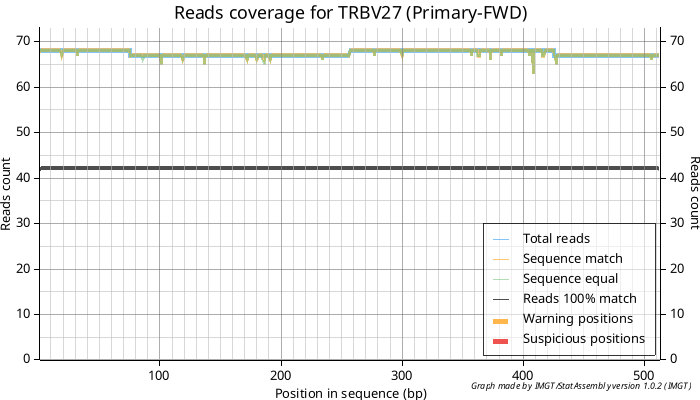 Reads coverage for TRBV27 (Primary-FWD)
70
60
50
40
30
20
10
0
Reads count
70
60
50
40
30
20
10
0
Reads count
Total reads
Sequence match
Sequence equal
Reads 100% match
Warning positions
Suspicious positions
100
200
300
400
500
Position in sequence (bp)
Graph made by IMGT/StatAssembly version 1.0.2 (IMGT)